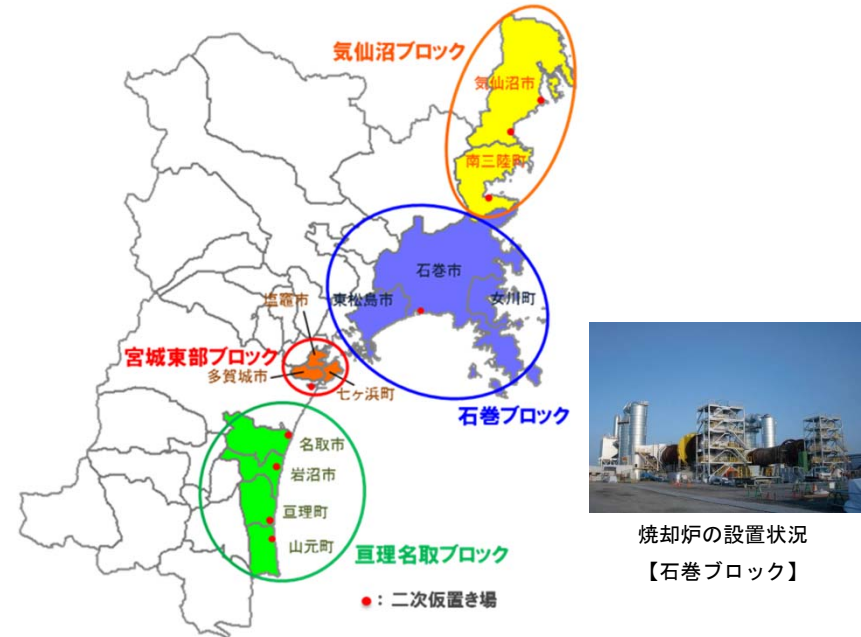 気仙沼ブロック
気仙沼市
南三陸町
石巻市
東松島市
女川町
石巻ブロック
塩竈市
宮城東部ブロック
多賀城市
七ヶ浜町
名取市
岩沼市
亘理町
山元町
亘理名取ブロック
●：二次仮置き場
焼却炉の設置状況
【石巻ブロック】